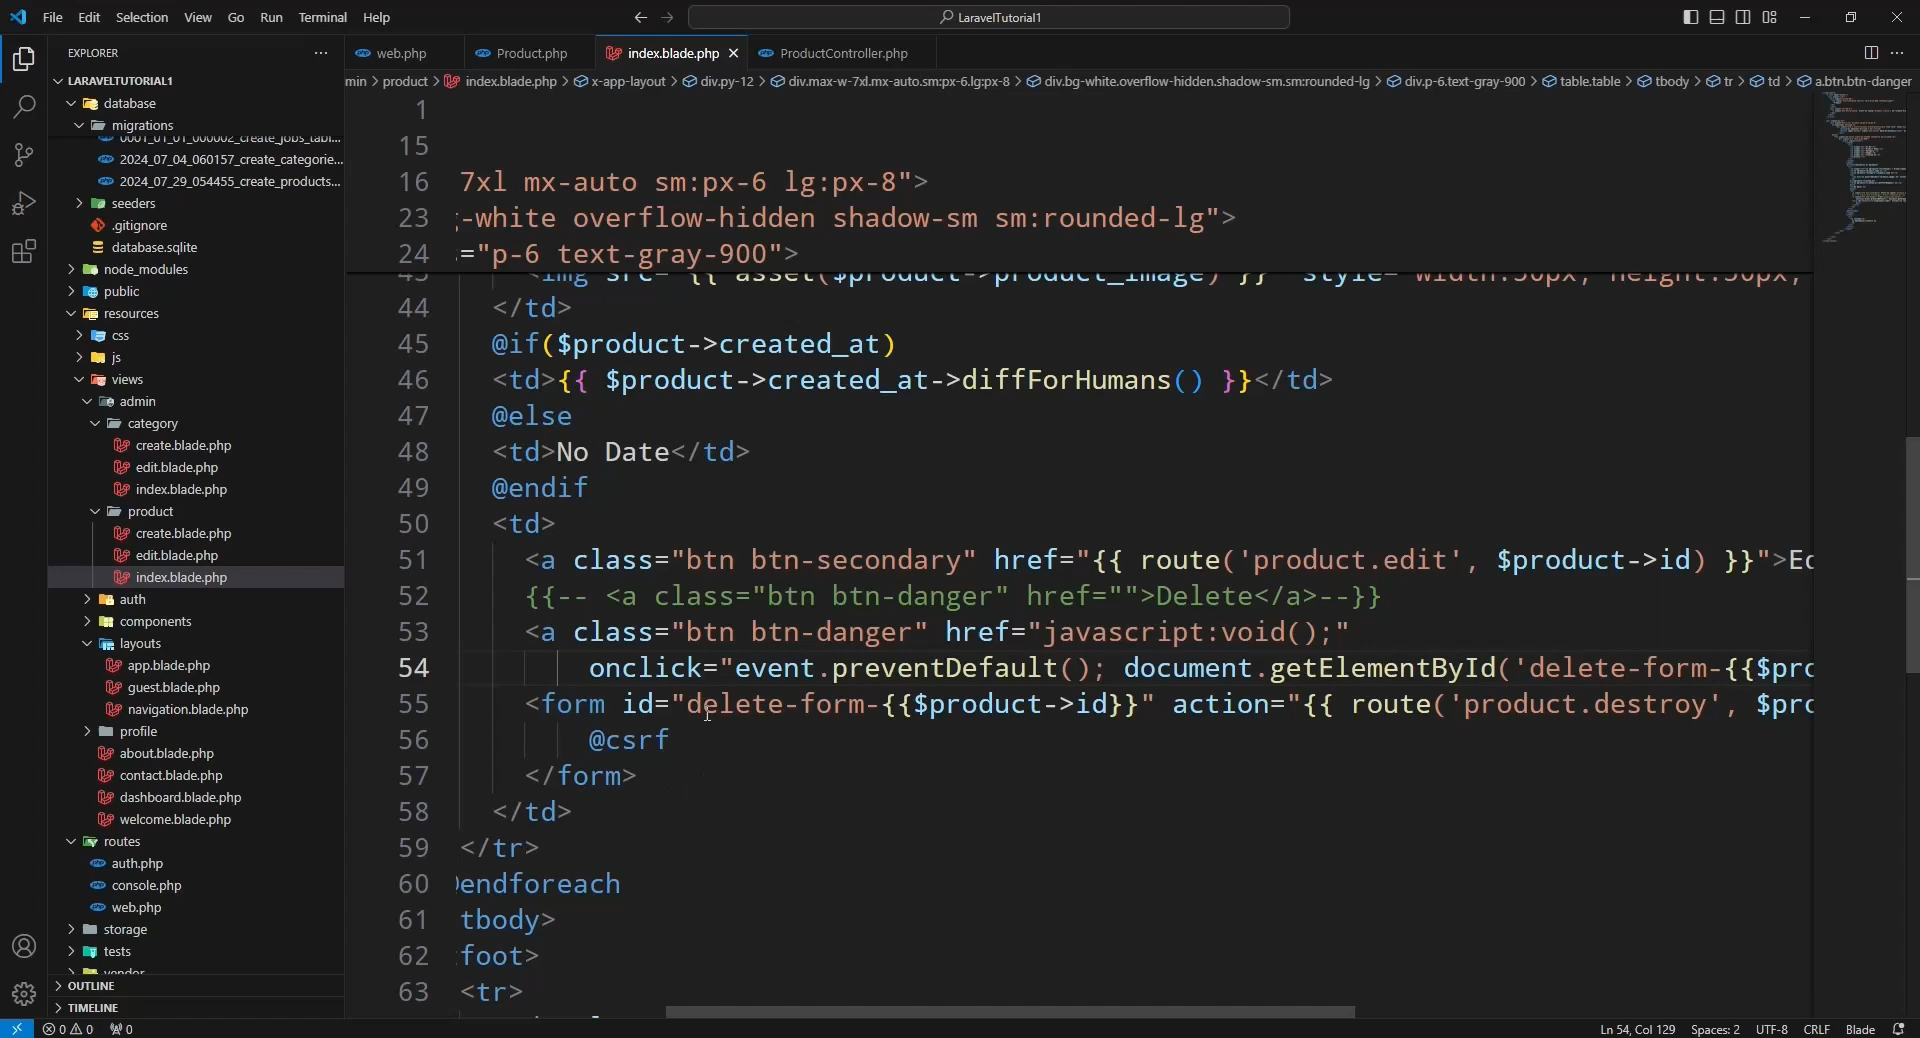 File Edit Selection View Go Run Terminal Help
LaravelTutorial1
EXPLORER
web.php
Product.php
index.blade.php
ProductController.php
min > product > index.blade.php > x-app-layout > div.py-12 > div.max-w-7xl.mx-auto.sm:px-6.lg:px-8 > div.bg-white.overflow-hidden.shadow-sm.sm:rounded-lg > div.p-6.text-gray-900 > table.table > tbody > tr > td > a.btn.btn-danger
LARAVELTUTORIAL1
database
migrations
0001_01_01_000002_create_jobs_tabl...
2024_07_04_060157_create_categorie...
2024_07_29_054455_create_products...
seeders
.gitignore
database.sqlite
node_modules
public
resources
css
js
views
admin
category
create.blade.php
edit.blade.php
index.blade.php
product
create.blade.php
edit.blade.php
index.blade.php
auth
components
layouts
app.blade.php
guest.blade.php
navigation.blade.php
profile
about.blade.php
contact.blade.php
dashboard.blade.php
welcome.blade.php
routes
auth.php
console.php
web.php
storage
tests
vendor
OUTLINE
TIMELINE
1
15
16 7xl mx-auto sm:px-6 lg:px-8">
23 g-white overflow-hidden shadow-sm sm:rounded-lg">
24 ="p-6 text-gray-900">
43 <img src="{{ asset($product->product_image) }}" style="width:50px; height:50px;
44 </td>
45 @if($product->created_at)
46 <td>{{ $product->created_at->diffForHumans() }}</td>
47 @else
48 <td>No Date</td>
49 @endif
50 <td>
51 <a class="btn btn-secondary" href="{{ route('product.edit', $product->id) }}">Ed
52 {{-- <a class="btn btn-danger" href="">Delete</a>--}}
53 <a class="btn btn-danger" href="javascript:void();"
54 onclick="event.preventDefault(); document.getElementById('delete-form-{{$pro
55 <form id="delete-form-{{$product->id}}" action="{{ route('product.destroy', $pro
56 @csrf
57 </form>
58 </td>
59 </tr>
60 endforeach
61 tbody>
62 foot>
63 <tr>
0 0 0
Ln 54, Col 129 Spaces: 2 UTF-8 CRLF Blade